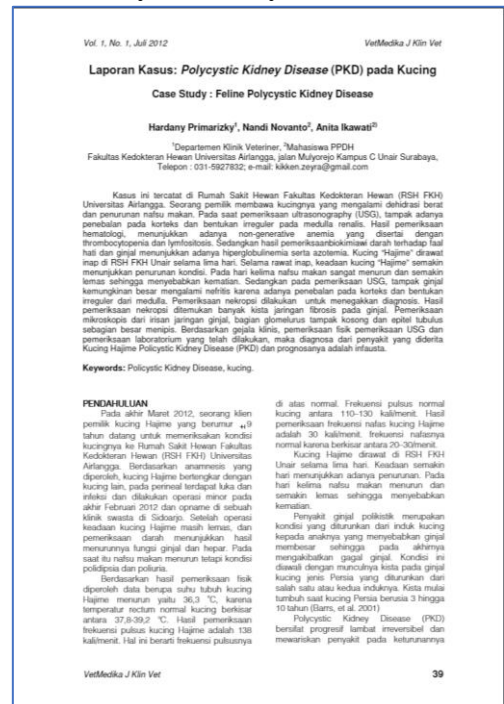 Vol. 1, No. 1, Juli 2012
VetMedika J Klin Vet
Laporan Kasus: Polycystic Kidney Disease (PKD) pada Kucing
Case Study : Feline Polycystic Kidney Disease
Hardany Primarizky1, Nandi Novanto2, Anita Ikawati2)
1Departemen Klinik Veteriner, 2Mahasiswa PPDH
Fakultas Kedokteran Hewan Universitas Airlangga, jalan Mulyorejo Kampus C Unair Surabaya,
Telepon : 031-5927832; e-mail: kikken.zeyra@gmail.com
Kasus ini tercatat di Rumah Sakit Hewan Fakultas Kedokteran Hewan (RSH FKH)
Universitas Airlangga. Seorang pemilik membawa kucingnya yang mengalami dehidrasi berat
dan penurunan nafsu makan. Pada saat pemeriksaan ultrasonography (USG), tampak adanya
penebalan pada korteks dan bentukan irreguler pada medulla renalis. Hasil pemeriksaan
hematologi, menunjukkan adanya non-generative anemia yang disertai dengan
thrombocytopenia dan lymfositosis. Sedangkan hasil pemeriksaanbiokimiawi darah terhadap faal
hati dan ginjal menunjukkan adanya hiperglobulinemia serta azotemia. Kucing “Hajime” dirawat
inap di RSH FKH Unair selama lima hari. Selama rawat inap, keadaan kucing “Hajime” semakin
menunjukkan penurunan kondisi. Pada hari kelima nafsu makan sangat menurun dan semakin
lemas sehingga menyebabkan kematian. Sedangkan pada pemeriksaan USG, tampak ginjal
kemungkinan besar mengalami nefritis karena adanya penebalan pada korteks dan bentukan
irreguler dari medulla. Pemeriksaan nekropsi dilakukan untuk menegakkan diagnosis. Hasil
pemeriksaan nekropsi ditemukan banyak kista jaringan fibrosis pada ginjal. Pemeriksaan
mikroskopis dari irisan jaringan ginjal, bagian glomelurus tampak kosong dan epitel tubulus
sebagian besar menipis. Berdasarkan gejala klinis, pemeriksaan fisik pemeriksaan USG dan
pemeriksaan laboratorium yang telah dilakukan, maka diagnosa dari penyakit yang diderita
Kucing Hajime Policystic Kidney Disease (PKD) dan prognosanya adalah infausta.
Keywords: Policystic Kidney Disease, kucing.
PENDAHULUAN
Pada akhir Maret 2012, seorang klien
pemilik kucing Hajime yang berumur „9
tahun datang untuk memeriksakan kondisi
kucingnya ke Rumah Sakit Hewan Fakultas
Kedokteran Hewan (RSH FKH) Universitas
Airlangga. Berdasarkan anamnesis yang
diperoleh, kucing Hajime bertengkar dengan
kucing lain, pada perineal terdapat luka dan
infeksi dan dilakukan operasi minor pada
akhir Februari 2012 dan opname di sebuah
klinik swasta di Sidoarjo. Setelah operasi
keadaan kucing Hajime masih lemas, dan
pemeriksaan darah menunjukkan hasil
menurunnya fungsi ginjal dan hepar. Pada
saat itu nafsu makan menurun tetapi kondisi
polidipsia dan poliuria.
Berdasarkan hasil pemeriksaan fisik
diperoleh data berupa suhu tubuh kucing
Hajime menurun yaitu 36,3 °C, karena
temperatur rectum normal kucing berkisar
antara 37,8-39,2 °C. Hasil pemeriksaan
frekuensi pulsus kucing Hajime adalah 138
kali/menit. Hal ini berarti frekuensi pulsusnya
di atas normal. Frekuensi pulsus normal
kucing antara 110–130 kali/menit. Hasil
pemeriksaan frekuensi nafas kucing Hajime
adalah 30 kali/menit. frekuensi nafasnya
normal karena berkisar antara 20–30/menit.
Kucing Hajime dirawat di RSH FKH
Unair selama lima hari. Keadaan semakin
hari menunjukkan adanya penurunan. Pada
hari kelima nafsu makan menurun dan
semakin lemas sehingga menyebabkan
kematian.
Penyakit ginjal polikistik merupakan
kondisi yang diturunkan dari induk kucing
kepada anaknya yang menyebabkan ginjal
membesar sehingga pada akhirnya
mengakibatkan gagal ginjal. Kondisi ini
diawali dengan munculnya kista pada ginjal
kucing jenis Persia yang diturunkan dari
salah satu atau kedua induknya. Kista mulai
tumbuh saat kucing Persia berusia 3 hingga
10 tahun (Barrs, et al. 2001)
Polycystic Kidney Disease (PKD)
bersifat progresif lambat irreversibel dan
mewariskan penyakit pada keturunannya
VetMedika J Klin Vet
39